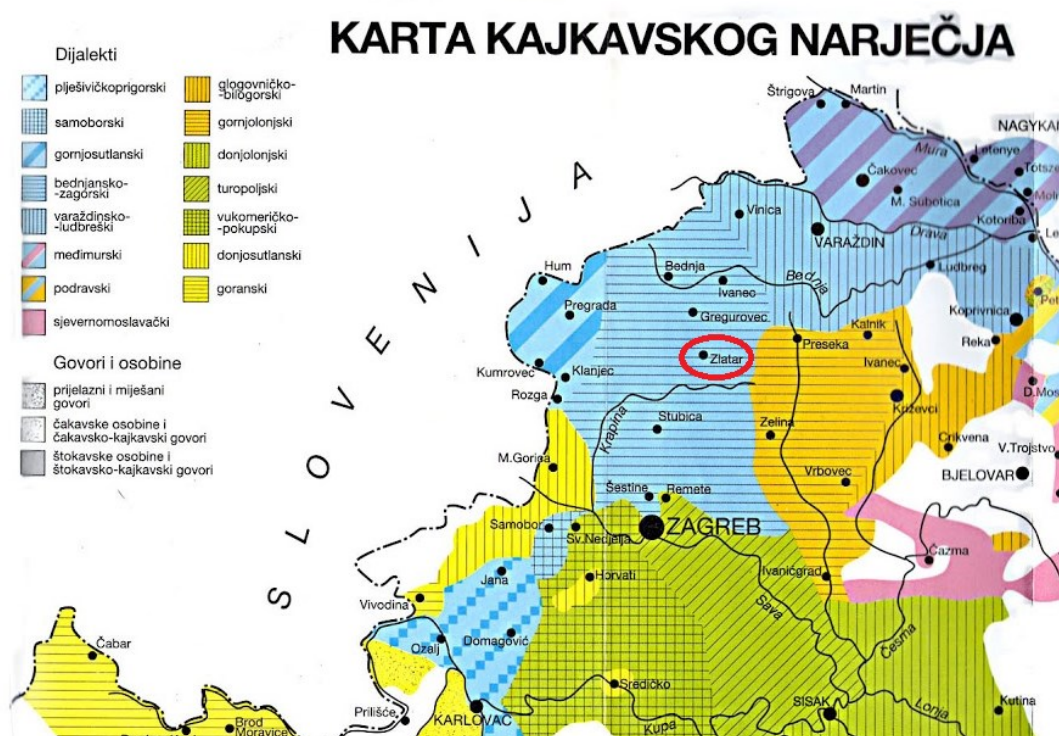 KARTA KAJKAVSKOG NARJEČJA
Dijalekti
plješivičkoprigorski
samoborski
gornjosutlanski
bednjansko-
-zagorski
varaždinsko-
-ludbreški
međimurski
podravski
sjevernomoslavački
glogovničko-
-bilogorski
gornjolonjski
donjolonjski
turopoljski
vukomeričko-
-pokupski
donjosutlanski
goranski
Govori i osobine
prijelazni i miješani
govori
čakavske osobine i
čakavsko-kajkavski govori
štokavske osobine i
štokavsko-kajkavski govori
SLOVENIJA
Štrigova
Martin
Mura
Letenye
Čakovec
M. Subotica
Kotoriba
Vinica
VARAŽDIN
Drava
Hum
Bednja
Bednja
Ludbreg
Ivanec
Pregrada
Gregurovec
Koprivnica
Kalnik
Preseka
Reka
Zlatar
Kumrovec
Klanjec
Ivanec
Rozga
Križevci
Krapina
Stubica
Zelina
Cirkvena
V.Trojstvo
M.Gorica
Vrbovec
BJELOVAR
Šestine
Remete
Samobor
ZAGREB
Sv.Nedjelja
Čazma
Jana
Horvati
Ivanićgrad
Vivodina
Sava
Česma
Čabar
Ozalj
Domagović
Sredičko
SISAK
Lonja
Kutina
Prilišće
KARLOVAC
Brod
Moravice
Kupa